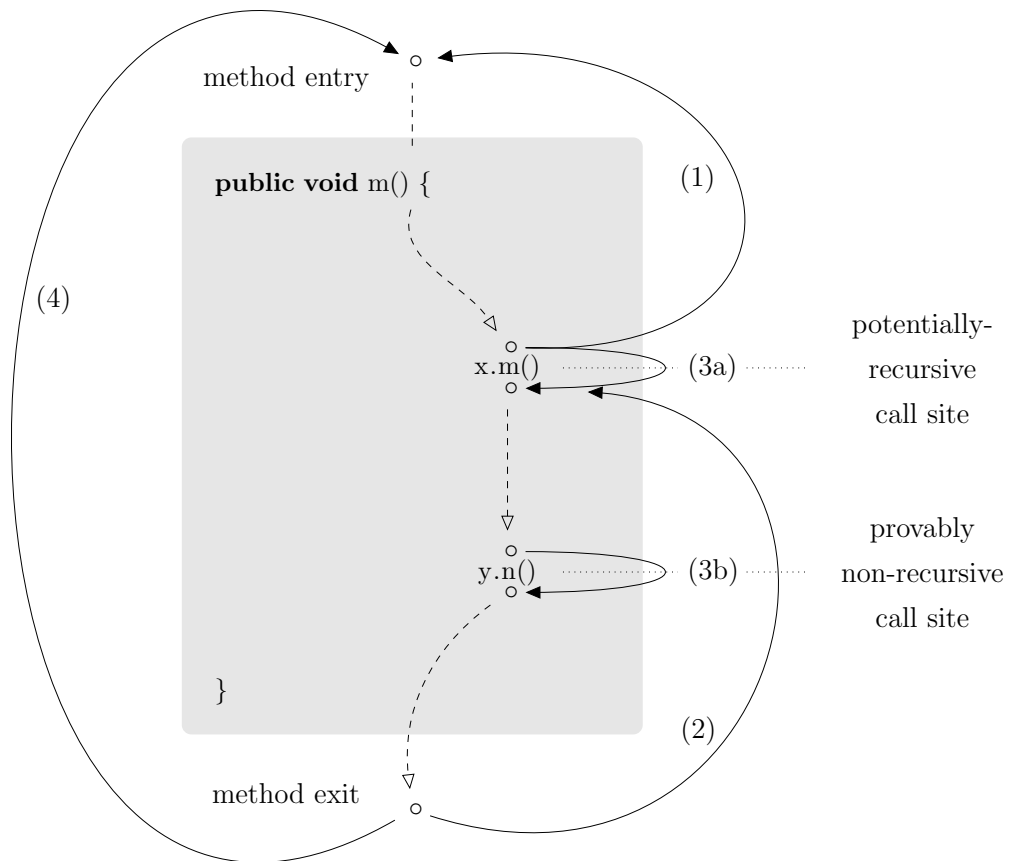 method entry
public void m() {
(1)
(4)
potentially-
x.m()
(3a)
recursive
call site
provably
y.n()
(3b)
non-recursive
call site
}
(2)
method exit